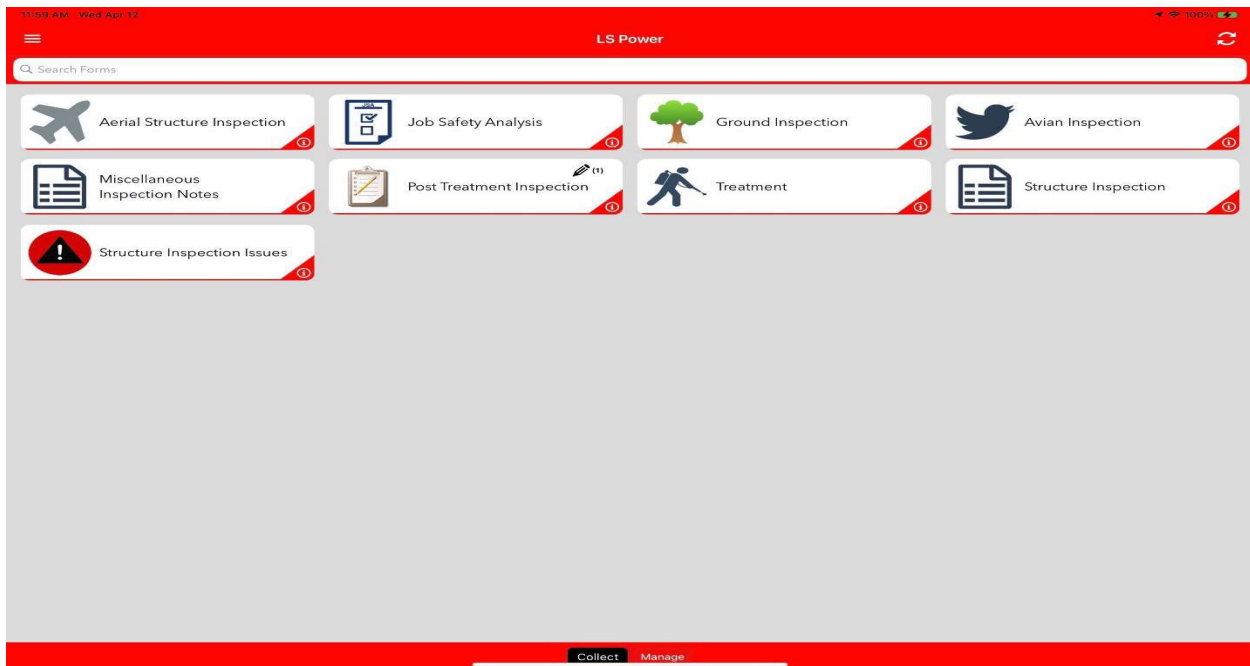 11:59 AM Wed Apr 12
100%
LS Power
Search Forms
Aerial Structure Inspection
JSA
Job Safety Analysis
Ground Inspection
Avian Inspection
Miscellaneous
Inspection Notes
(1)
Post Treatment Inspection
Treatment
Structure Inspection
Structure Inspection Issues
Collect
Manage